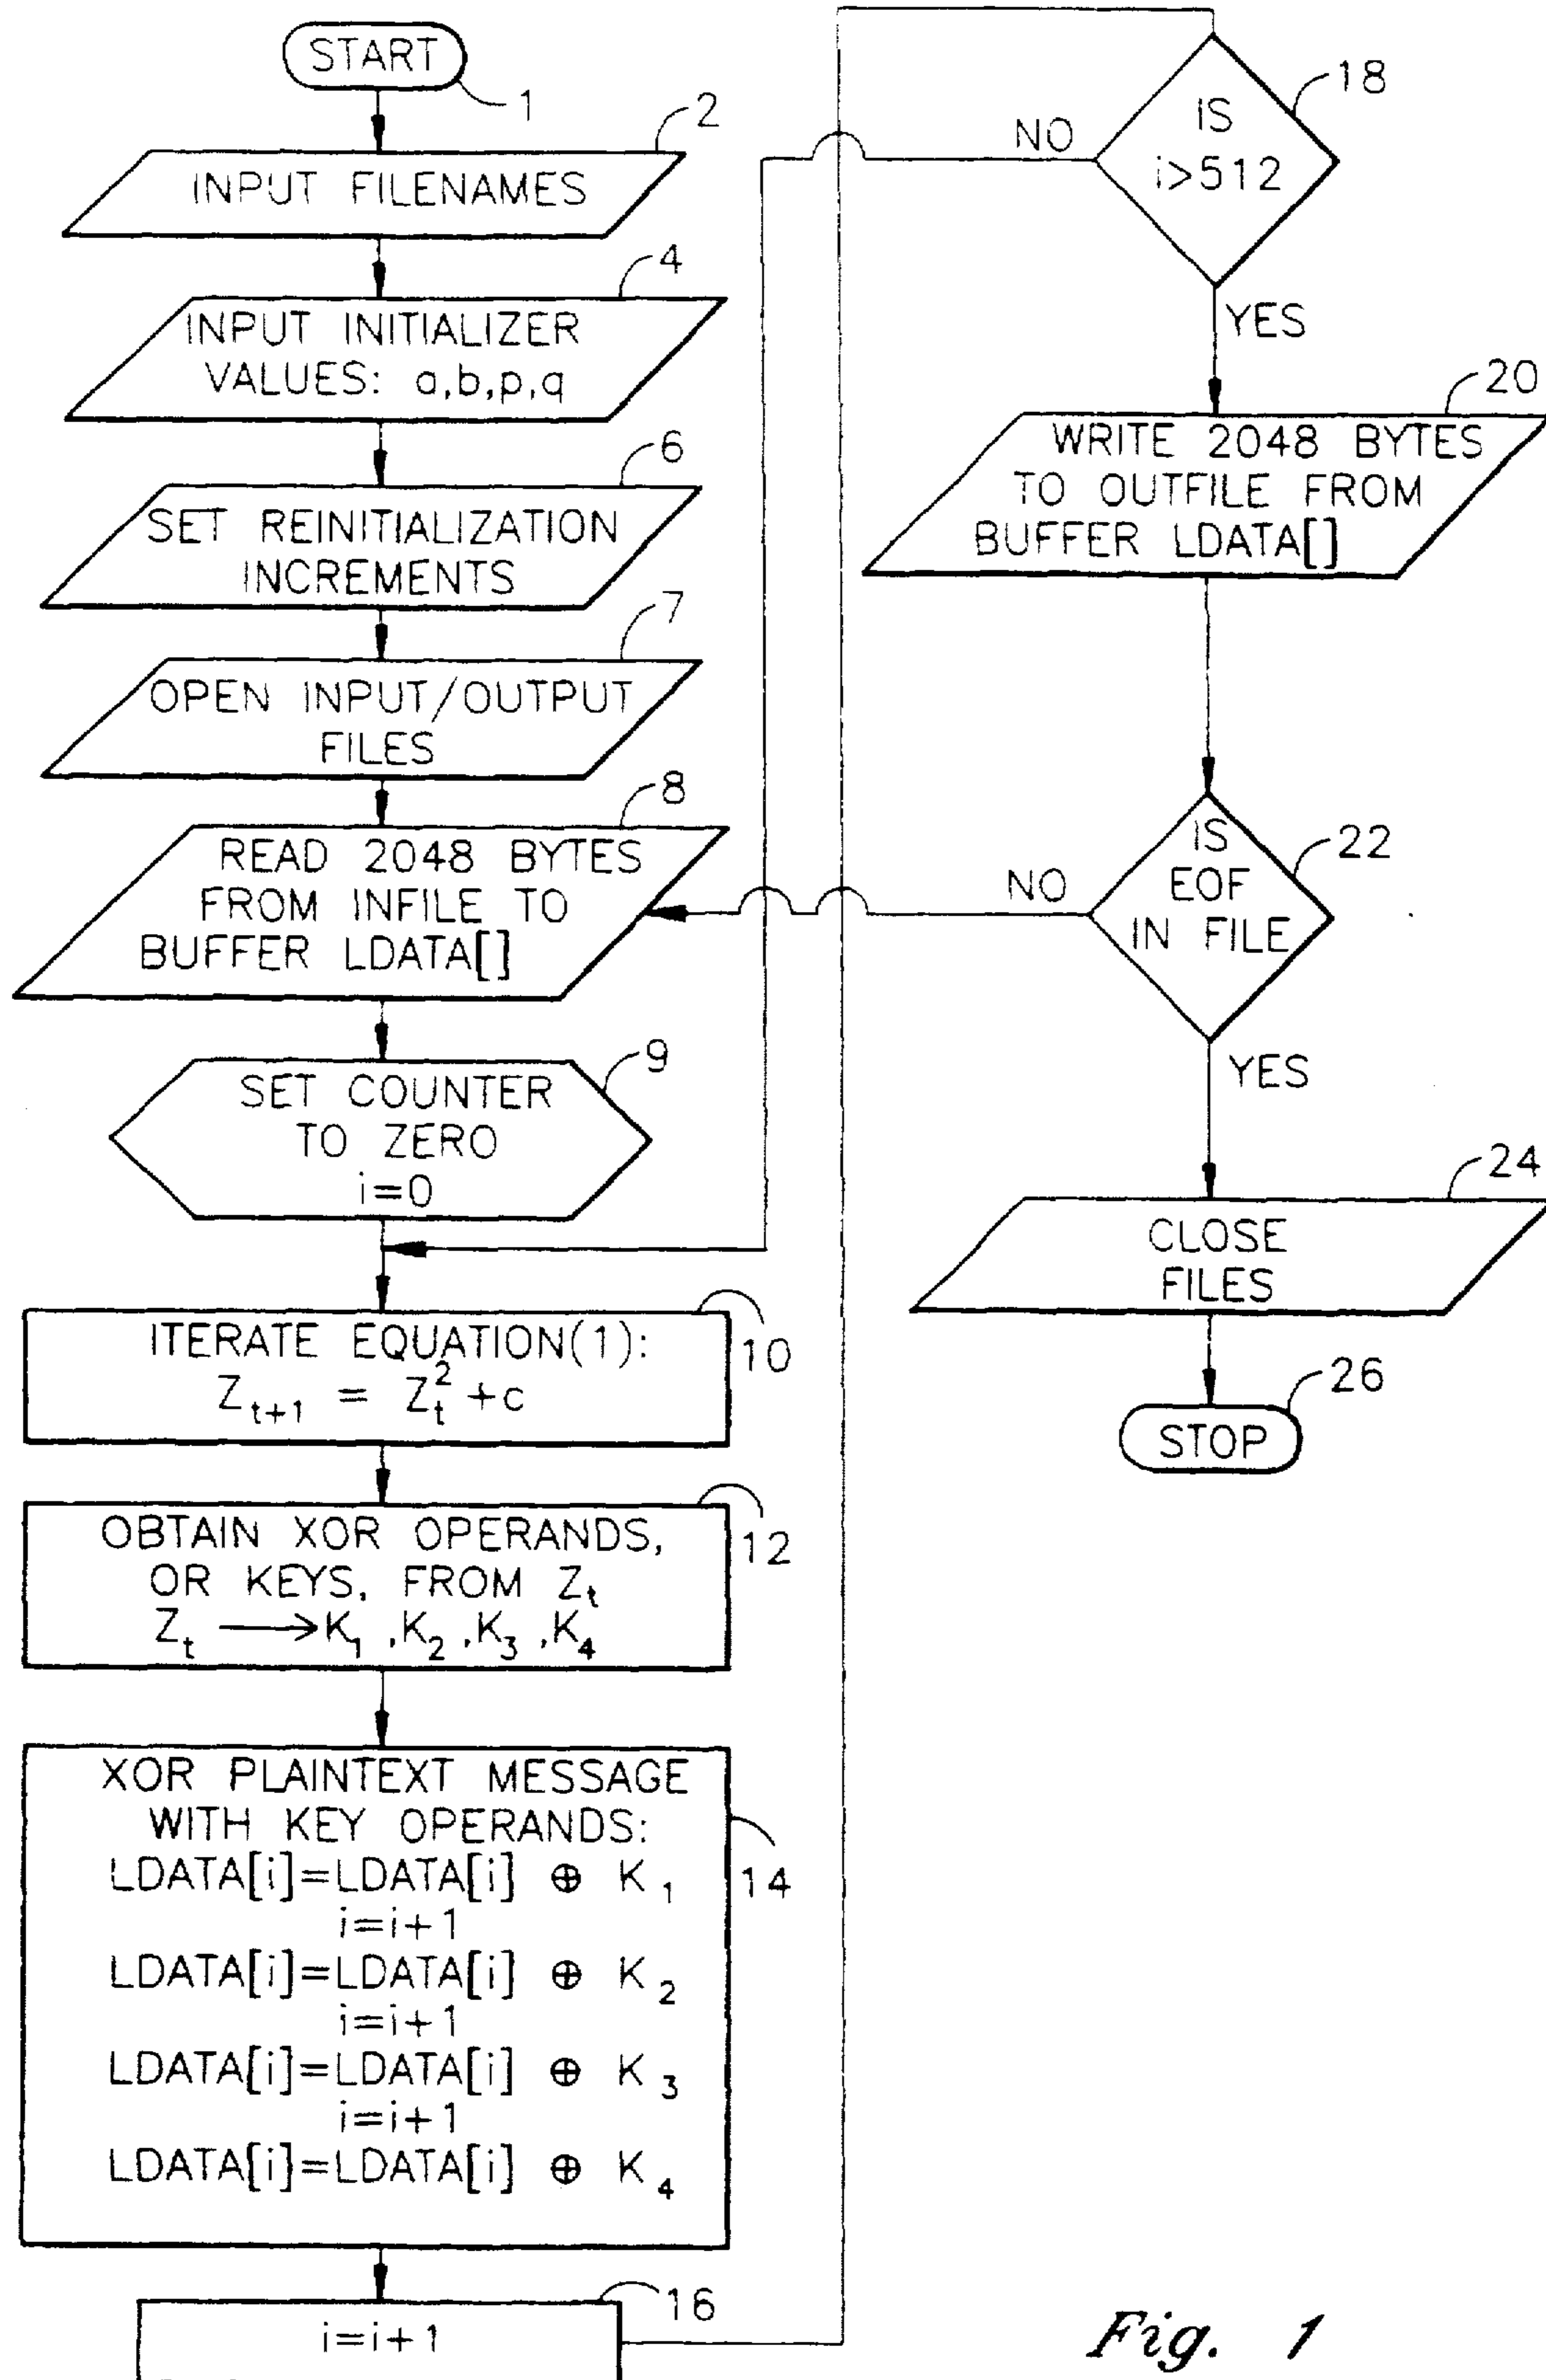 START
1
2
INPUT FILENAMES
4
INPUT INITIALIZER
VALUES: a,b,p,q
6
SET REINITIALIZATION
INCREMENTS
7
OPEN INPUT/OUTPUT
FILES
8
READ 2048 BYTES
FROM INFILE TO
BUFFER LDATA[]
9
SET COUNTER
TO ZERO
i=0
10
ITERATE EQUATION(1):
Z_{t+1} = Z_t^2 +c
12
OBTAIN XOR OPERANDS,
OR KEYS, FROM Z_t
Z_t ⟶ K_1 ,K_2 ,K_3 ,K_4
XOR PLAINTEXT MESSAGE
WITH KEY OPERANDS:
14
LDATA[i]=LDATA[i] ⊕ K_1
i=i+1
LDATA[i]=LDATA[i] ⊕ K_2
i=i+1
LDATA[i]=LDATA[i] ⊕ K_3
i=i+1
LDATA[i]=LDATA[i] ⊕ K_4
16
i=i+1
18
IS
i>512
NO
YES
20
WRITE 2048 BYTES
TO OUTFILE FROM
BUFFER LDATA[]
22
IS
EOF
IN FILE
NO
YES
24
CLOSE
FILES
26
STOP
Fig. 1